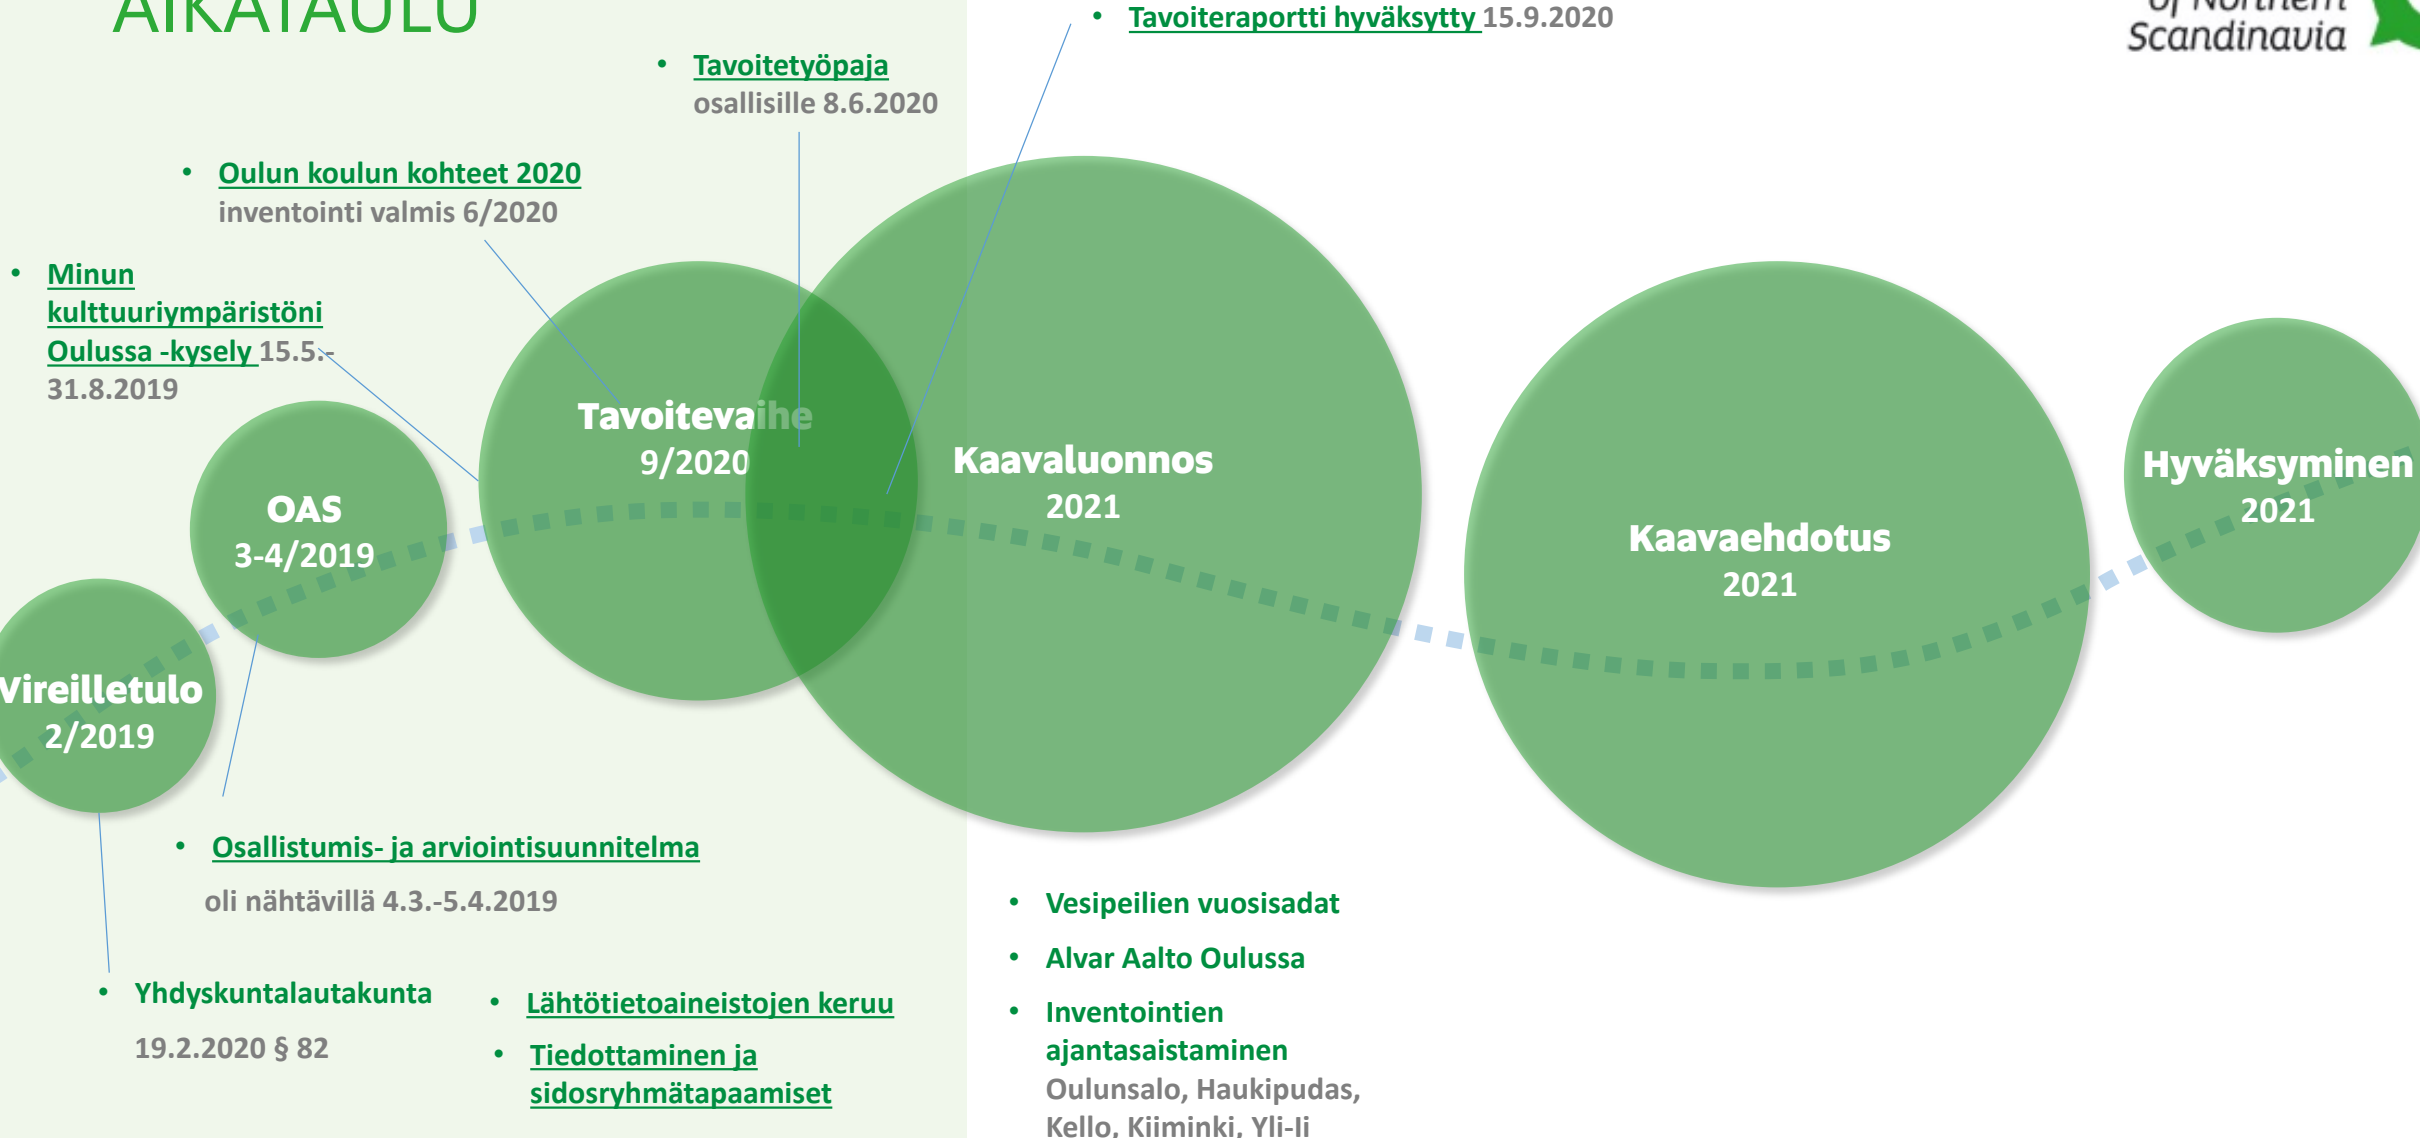 AIKATAULU
• Tavoiteraportti hyväksytty 15.9.2020
of Northern
Scandinavia
• Tavoitetyöpaja
osallisille 8.6.2020
• Oulun koulun kohteet 2020
inventointi valmis 6/2020
• Minun
kulttuuriympäristöni
Oulussa -kysely 15.5.-
31.8.2019
Vireilletulo
2/2019
OAS
3-4/2019
Tavoitevaihe
9/2020
Kaavaluonnos
2021
Kaavaehdotus
2021
Hyväksyminen
2021
• Osallistumis- ja arviointisuunnitelma
oli nähtävillä 4.3.-5.4.2019
• Yhdyskuntalautakunta
19.2.2020 § 82
• Lähtötietoaineistojen keruu
• Tiedottaminen ja
sidosryhmätapaamiset
• Vesipeilien vuosisadat
• Alvar Aalto Oulussa
• Inventointien
ajantasaistaminen
Oulunsalo, Haukipudas,
Kello, Kiiminki, Yli-Ii